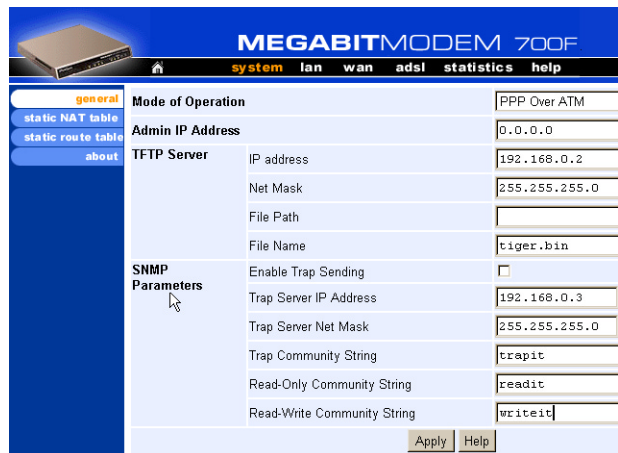 MEGABITMODEM 700F
system lan wan adsl statistics help
general
static NAT table
static route table
about
Mode of Operation PPP Over ATM
Admin IP Address 0.0.0.0
TFTP Server IP address 192.168.0.2
Net Mask 255.255.255.0
File Path
File Name tiger.bin
SNMP Parameters Enable Trap Sending
Trap Server IP Address 192.168.0.3
Trap Server Net Mask 255.255.255.0
Trap Community String trapit
Read-Only Community String readit
Read-Write Community String writeit
Apply Help